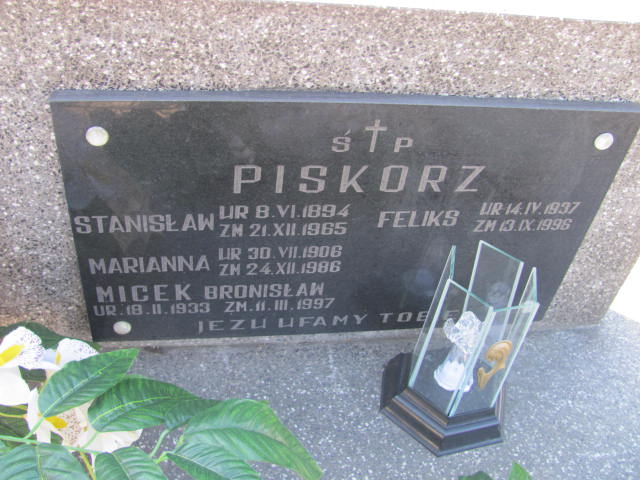 Ś P
PISKORZ
STANISŁAW UR 8.VI.1894 ZM 21.XII.1965
FELIKS UR 14.IV.1937 ZM 13.IX.1996
MARIANNA UR 30.VII.1906 ZM 24.XII.1986
MICEK BRONISŁAW
UR. 18.II.1933 ZM. 11.III.1997
JEZU UFAMY TOBIE